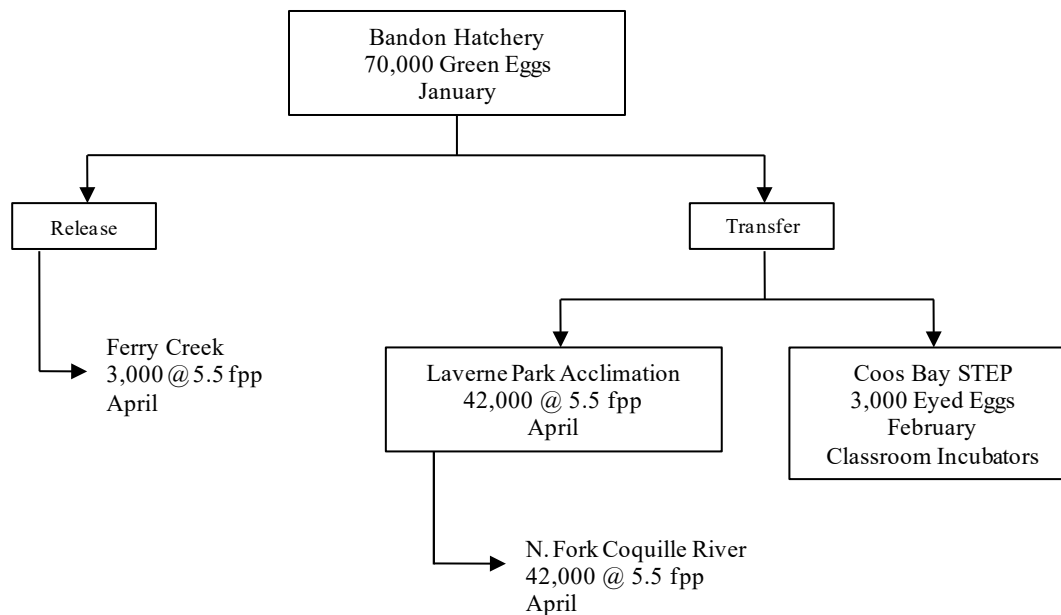 Bandon Hatchery
70,000 Green Eggs
January
Release
Transfer
Ferry Creek
3,000 @ 5.5 fpp
April
Laverne Park Acclimation
42,000 @ 5.5 fpp
April
Coos Bay STEP
3,000 Eyed Eggs
February
Classroom Incubators
N. Fork Coquille River
42,000 @ 5.5 fpp
April